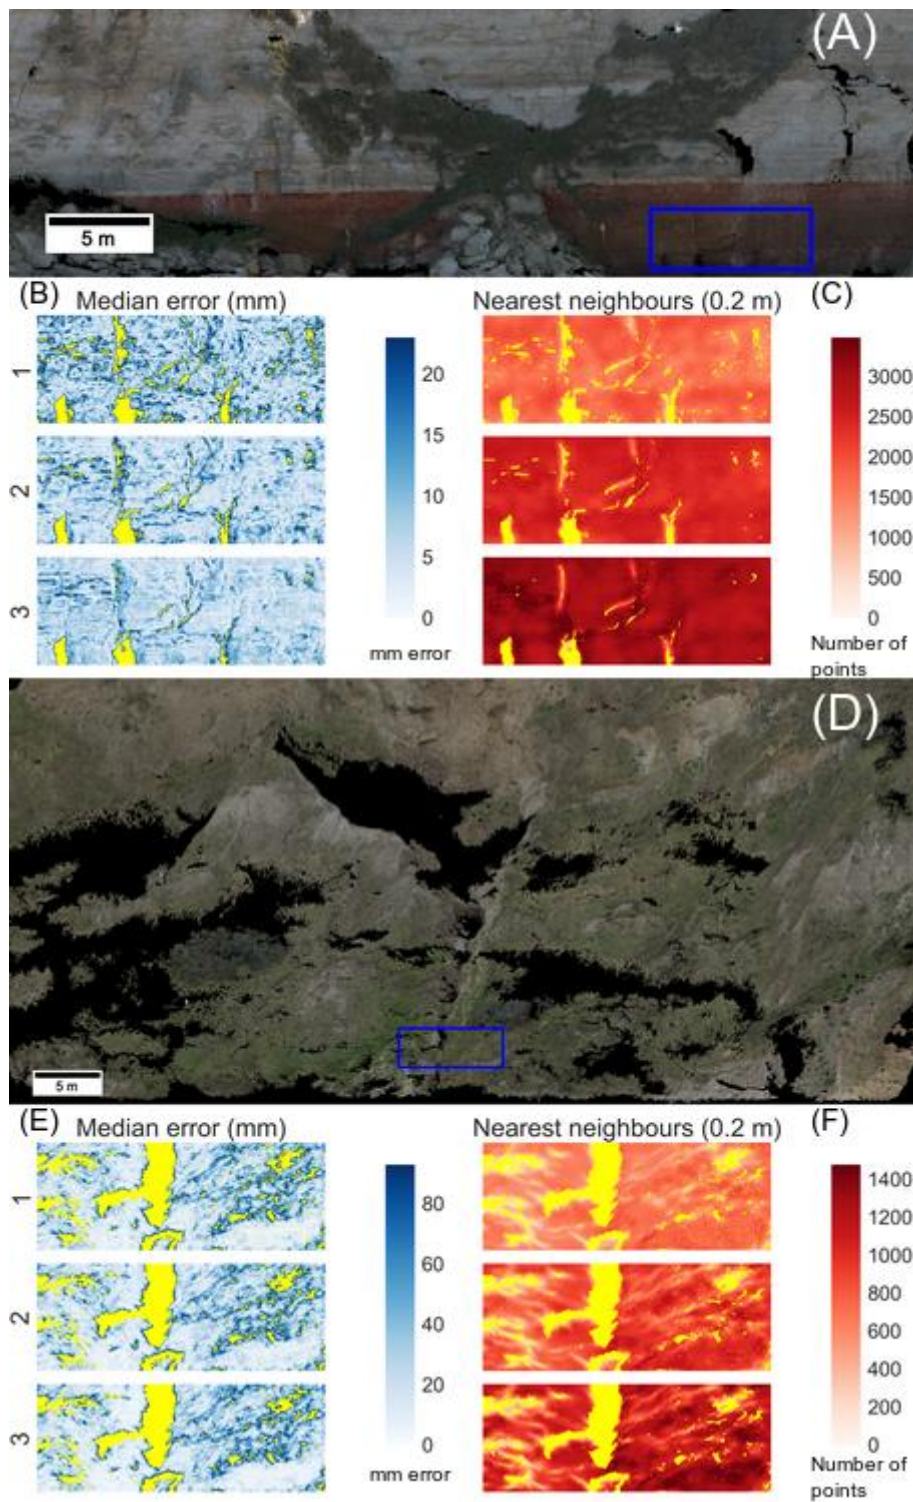 (A)
5 m
(B) Median error (mm) Nearest neighbours (0.2 m) (C)
1
2
3
20
15
10
5
0
mm error
3000
2500
2000
1500
1000
500
0
Number of
points
(D)
5 m
(E) Median error (mm) Nearest neighbours (0.2 m) (F)
1
2
3
80
60
40
20
0
mm error
1400
1200
1000
800
600
400
200
0
Number of
points